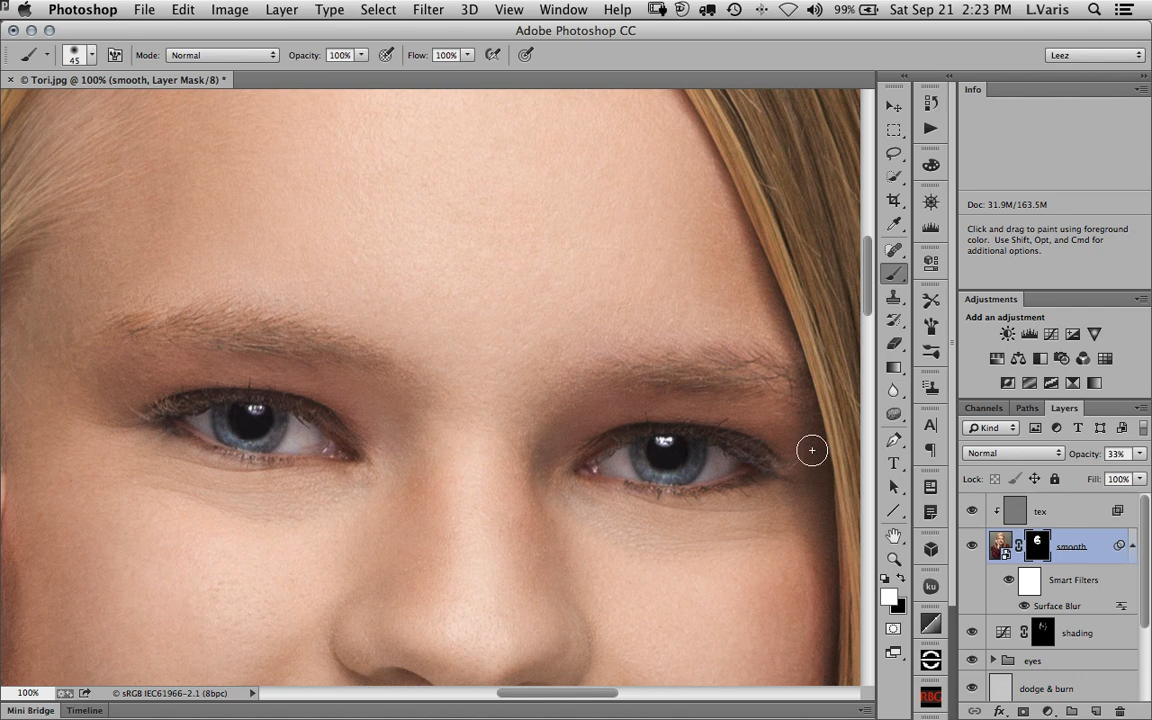 Photoshop File Edit Image Layer Type Select Filter 3D View Window Help 99% Sat Sep 21 2:23 PM L.Varis
Adobe Photoshop CC
45 Mode: Normal Opacity: 100% Flow: 100% Leez
× © Tori.jpg @ 100% (smooth, Layer Mask/8) *
Info
Doc: 31.9M/163.5M
Click and drag to paint using foreground
color. Use Shift, Opt, and Cmd for
additional options.
Adjustments
Add an adjustment
Channels Paths Layers
Kind
Normal Opacity: 33%
Lock: Fill: 100%
tex
smooth
Smart Filters
Surface Blur
shading
eyes
dodge & burn
ku
RBG
100% © sRGB IEC61966-2.1 (8bpc)
Mini Bridge Timeline